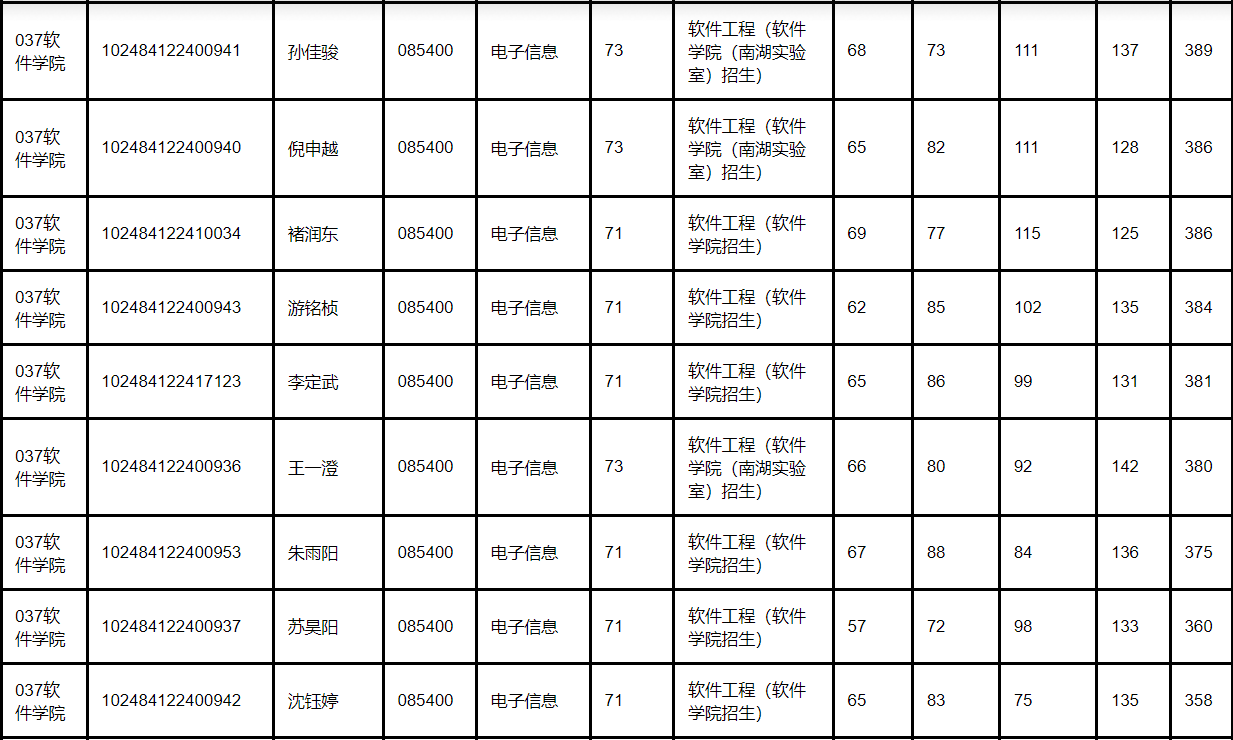 037软件学院 102484122400941 孙佳骏 085400 电子信息 73 软件工程（软件学院（南湖实验室）招生） 68 73 111 137 389
037软件学院 102484122400940 倪申越 085400 电子信息 73 软件工程（软件学院（南湖实验室）招生） 65 82 111 128 386
037软件学院 102484122410034 褚润东 085400 电子信息 71 软件工程（软件学院招生） 69 77 115 125 386
037软件学院 102484122400943 游铭桢 085400 电子信息 71 软件工程（软件学院招生） 62 85 102 135 384
037软件学院 102484122417123 李定武 085400 电子信息 71 软件工程（软件学院招生） 65 86 99 131 381
037软件学院 102484122400936 王一澄 085400 电子信息 73 软件工程（软件学院（南湖实验室）招生） 66 80 92 142 380
037软件学院 102484122400953 朱雨阳 085400 电子信息 71 软件工程（软件学院招生） 67 88 84 136 375
037软件学院 102484122400937 苏昊阳 085400 电子信息 71 软件工程（软件学院招生） 57 72 98 133 360
037软件学院 102484122400942 沈钰婷 085400 电子信息 71 软件工程（软件学院招生） 65 83 75 135 358